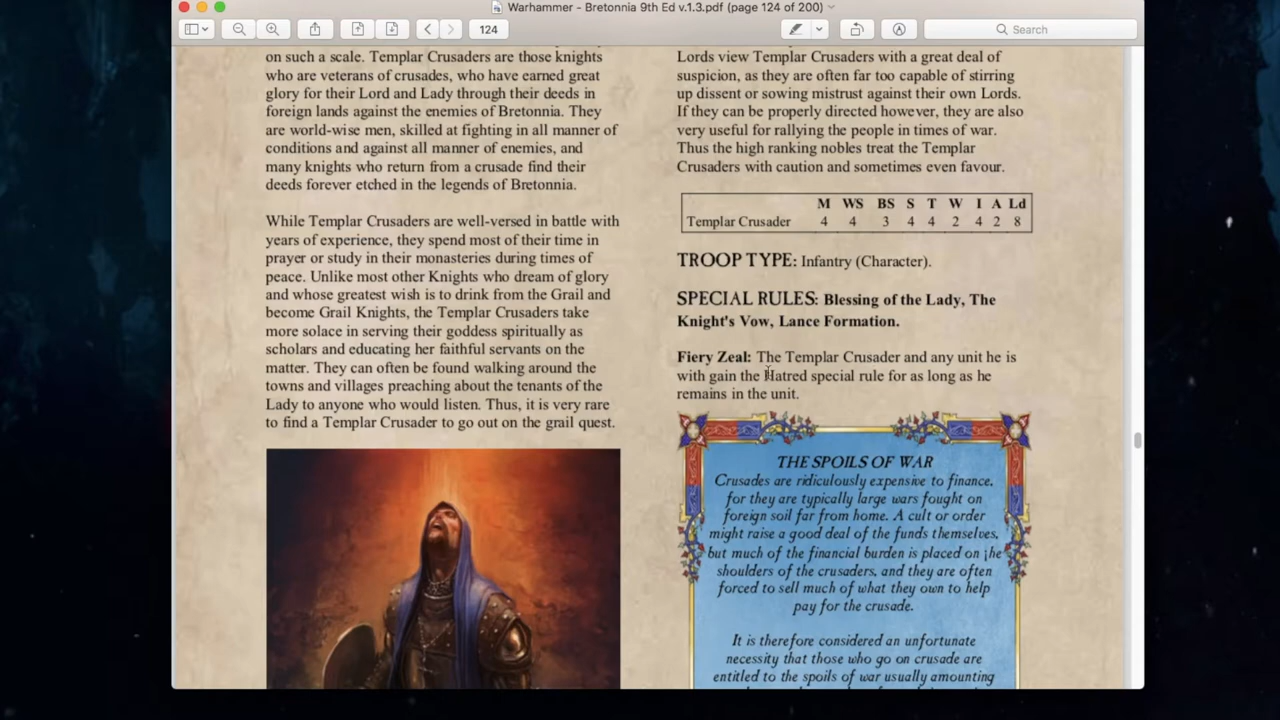 Warhammer - Bretonnia 9th Ed v.1.3.pdf (page 124 of 200)
124
Search
on such a scale. Templar Crusaders are those knights
who are veterans of crusades, who have earned great
glory for their Lord and Lady through their deeds in
foreign lands against the enemies of Bretonnia. They
are world-wise men, skilled at fighting in all manner of
conditions and against all manner of enemies, and
many knights who return from a crusade find their
deeds forever etched in the legends of Bretonnia.
While Templar Crusaders are well-versed in battle with
years of experience, they spend most of their time in
prayer or study in their monasteries during times of
peace. Unlike most other Knights who dream of glory
and whose greatest wish is to drink from the Grail and
become Grail Knights, the Templar Crusaders take
more solace in serving their goddess spiritually as
scholars and educating her faithful servants on the
matter. They can often be found walking around the
towns and villages preaching about the tenants of the
Lady to anyone who would listen. Thus, it is very rare
to find a Templar Crusader to go out on the grail quest.
Lords view Templar Crusaders with a great deal of
suspicion, as they are often far too capable of stirring
up dissent or sowing mistrust against their own Lords.
If they can be properly directed however, they are also
very useful for rallying the people in times of war.
Thus the high ranking nobles treat the Templar
Crusaders with caution and sometimes even favour.
M WS BS S T W I A Ld
Templar Crusader 4 4 3 4 4 2 4 2 8
TROOP TYPE: Infantry (Character).
SPECIAL RULES: Blessing of the Lady, The
Knight's Vow, Lance Formation.
Fiery Zeal: The Templar Crusader and any unit he is
with gain the Hatred special rule for as long as he
remains in the unit.
THE SPOILS OF WAR
Crusades are ridiculously expensive to finance,
for they are typically large wars fought on
foreign soil far from home. A cult or order
might raise a good deal of the funds themselves,
but much of the financial burden is placed on ¡he
shoulders of the crusaders, and they are often
forced to sell much of what they own to help
pay for the crusade.
It is therefore considered an unfortunate
necessity that those who go on crusade are
entitled to the spoils of war usually amounting